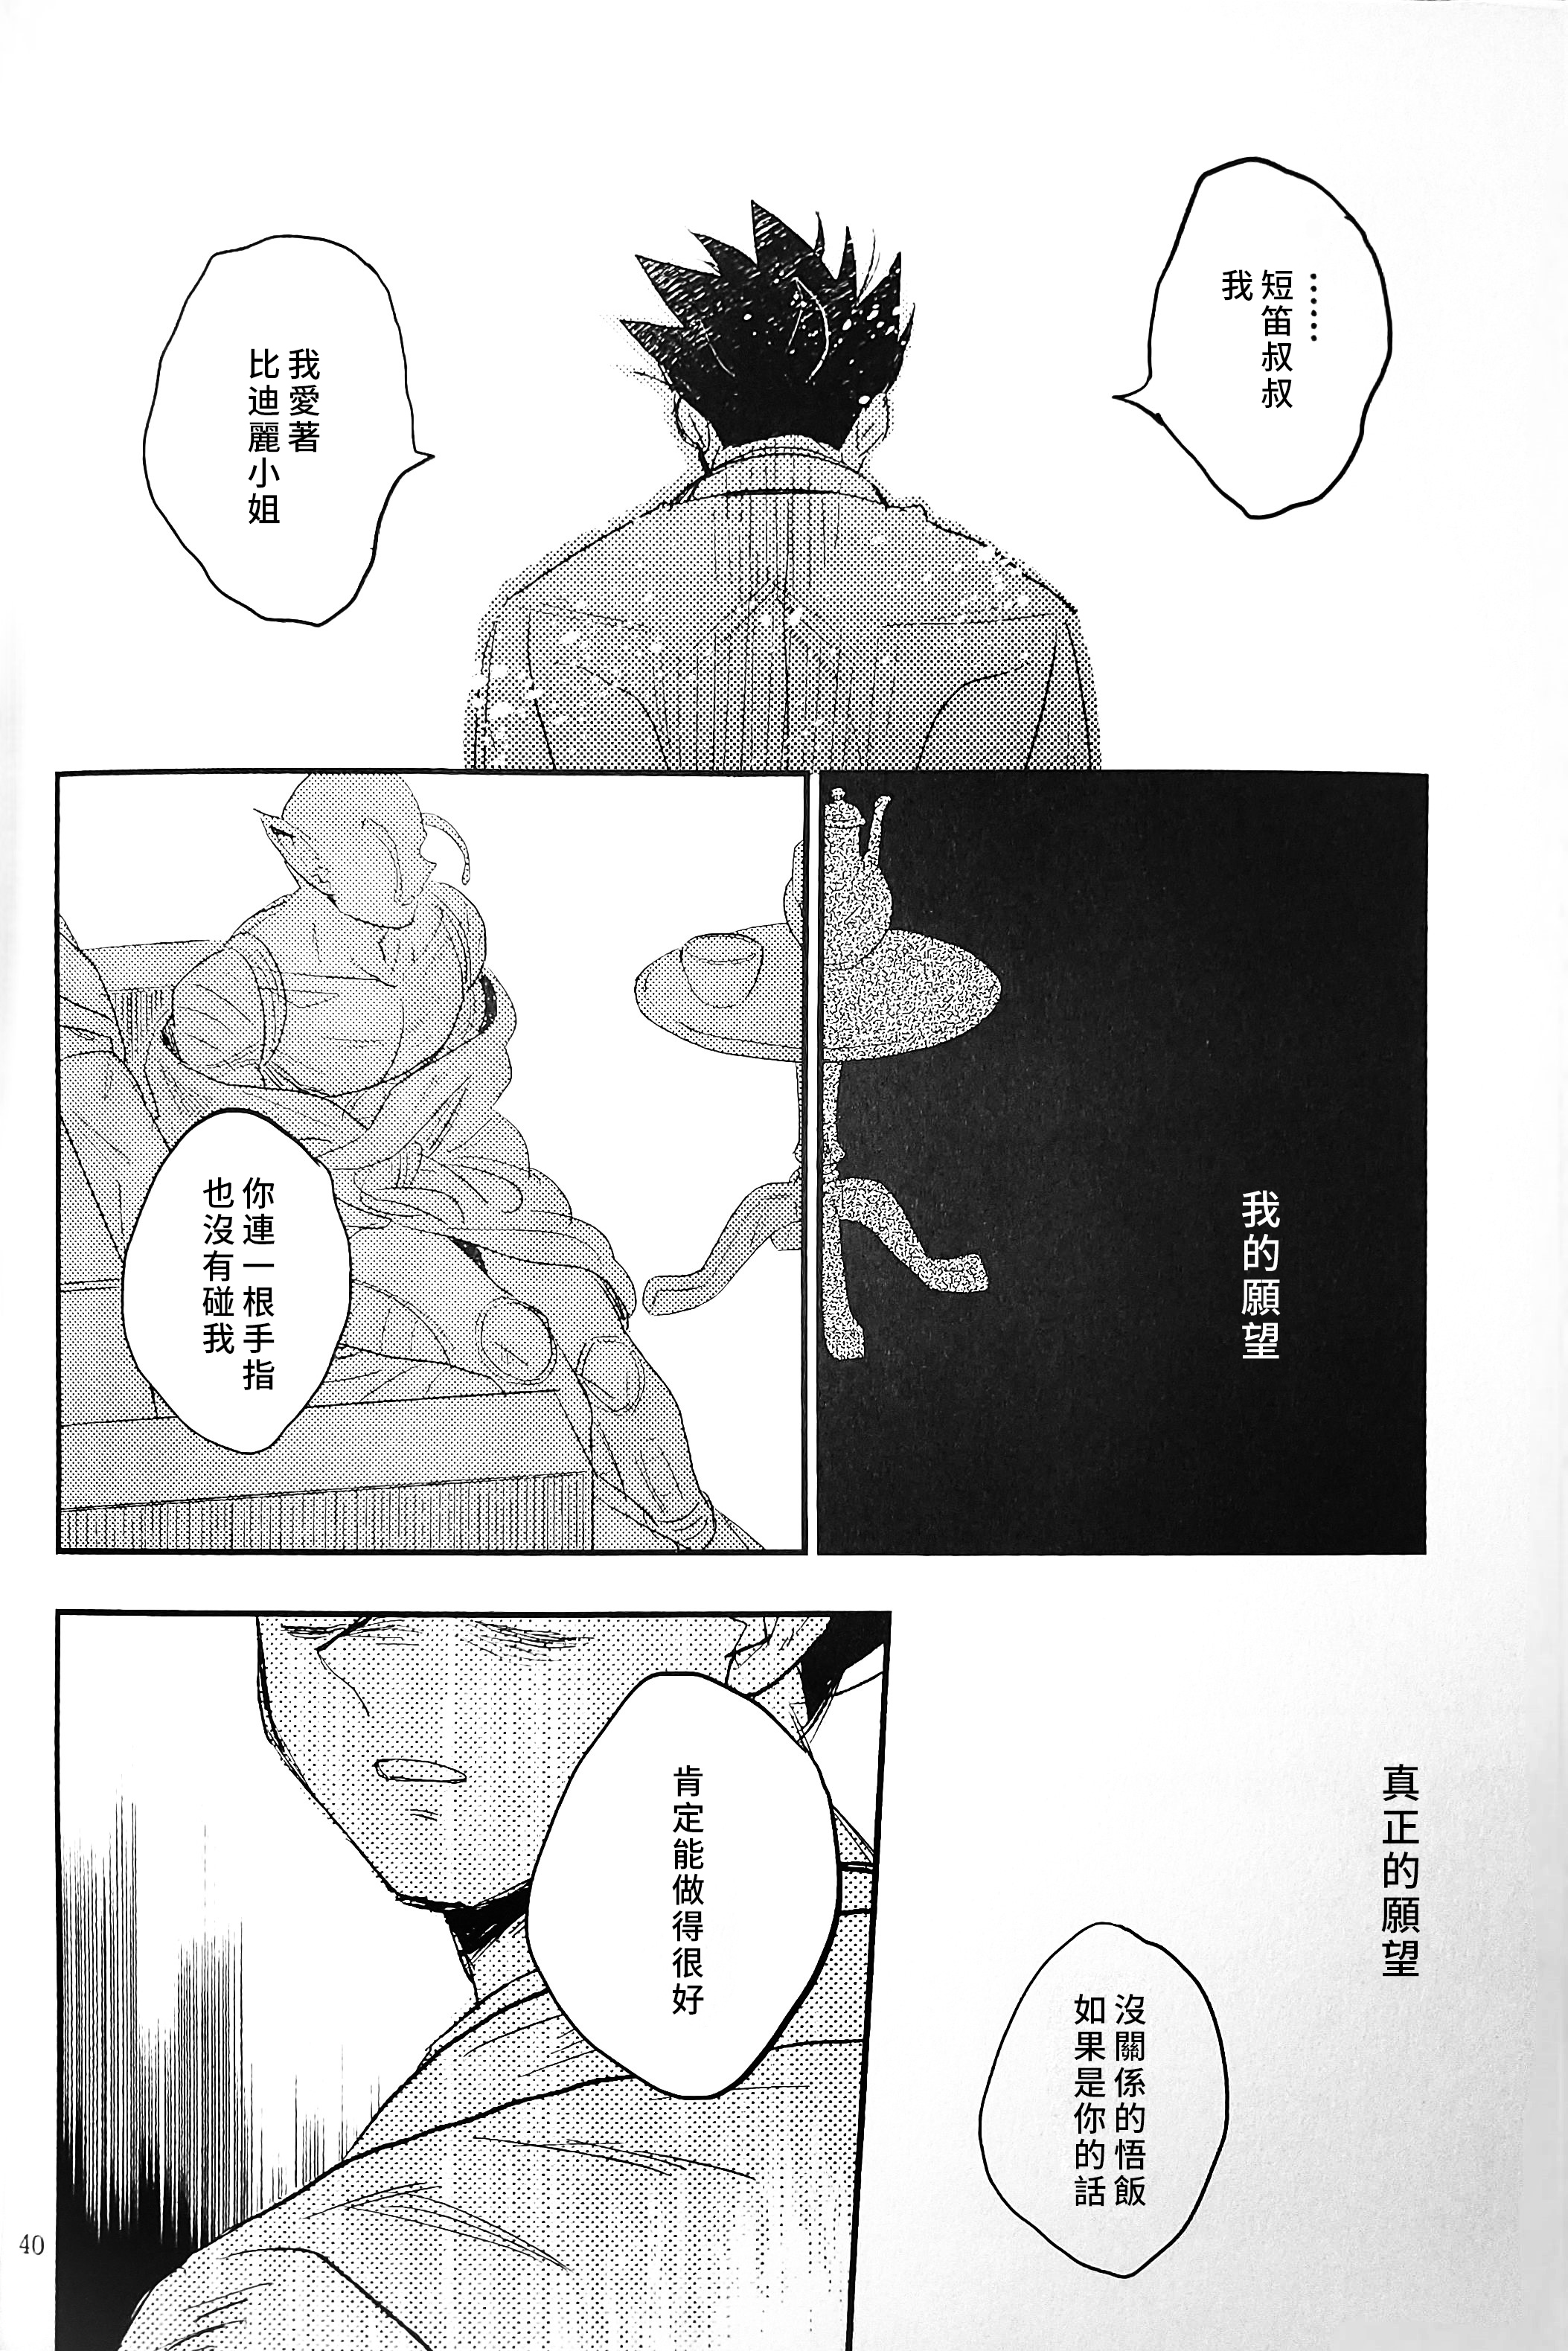 ……
短笛叔叔
我
我愛著
比迪麗小姐
我的願望
你連一根手指
也沒有碰我
真正的願望
沒關係的悟飯
如果是你的話
肯定能做得很好
40